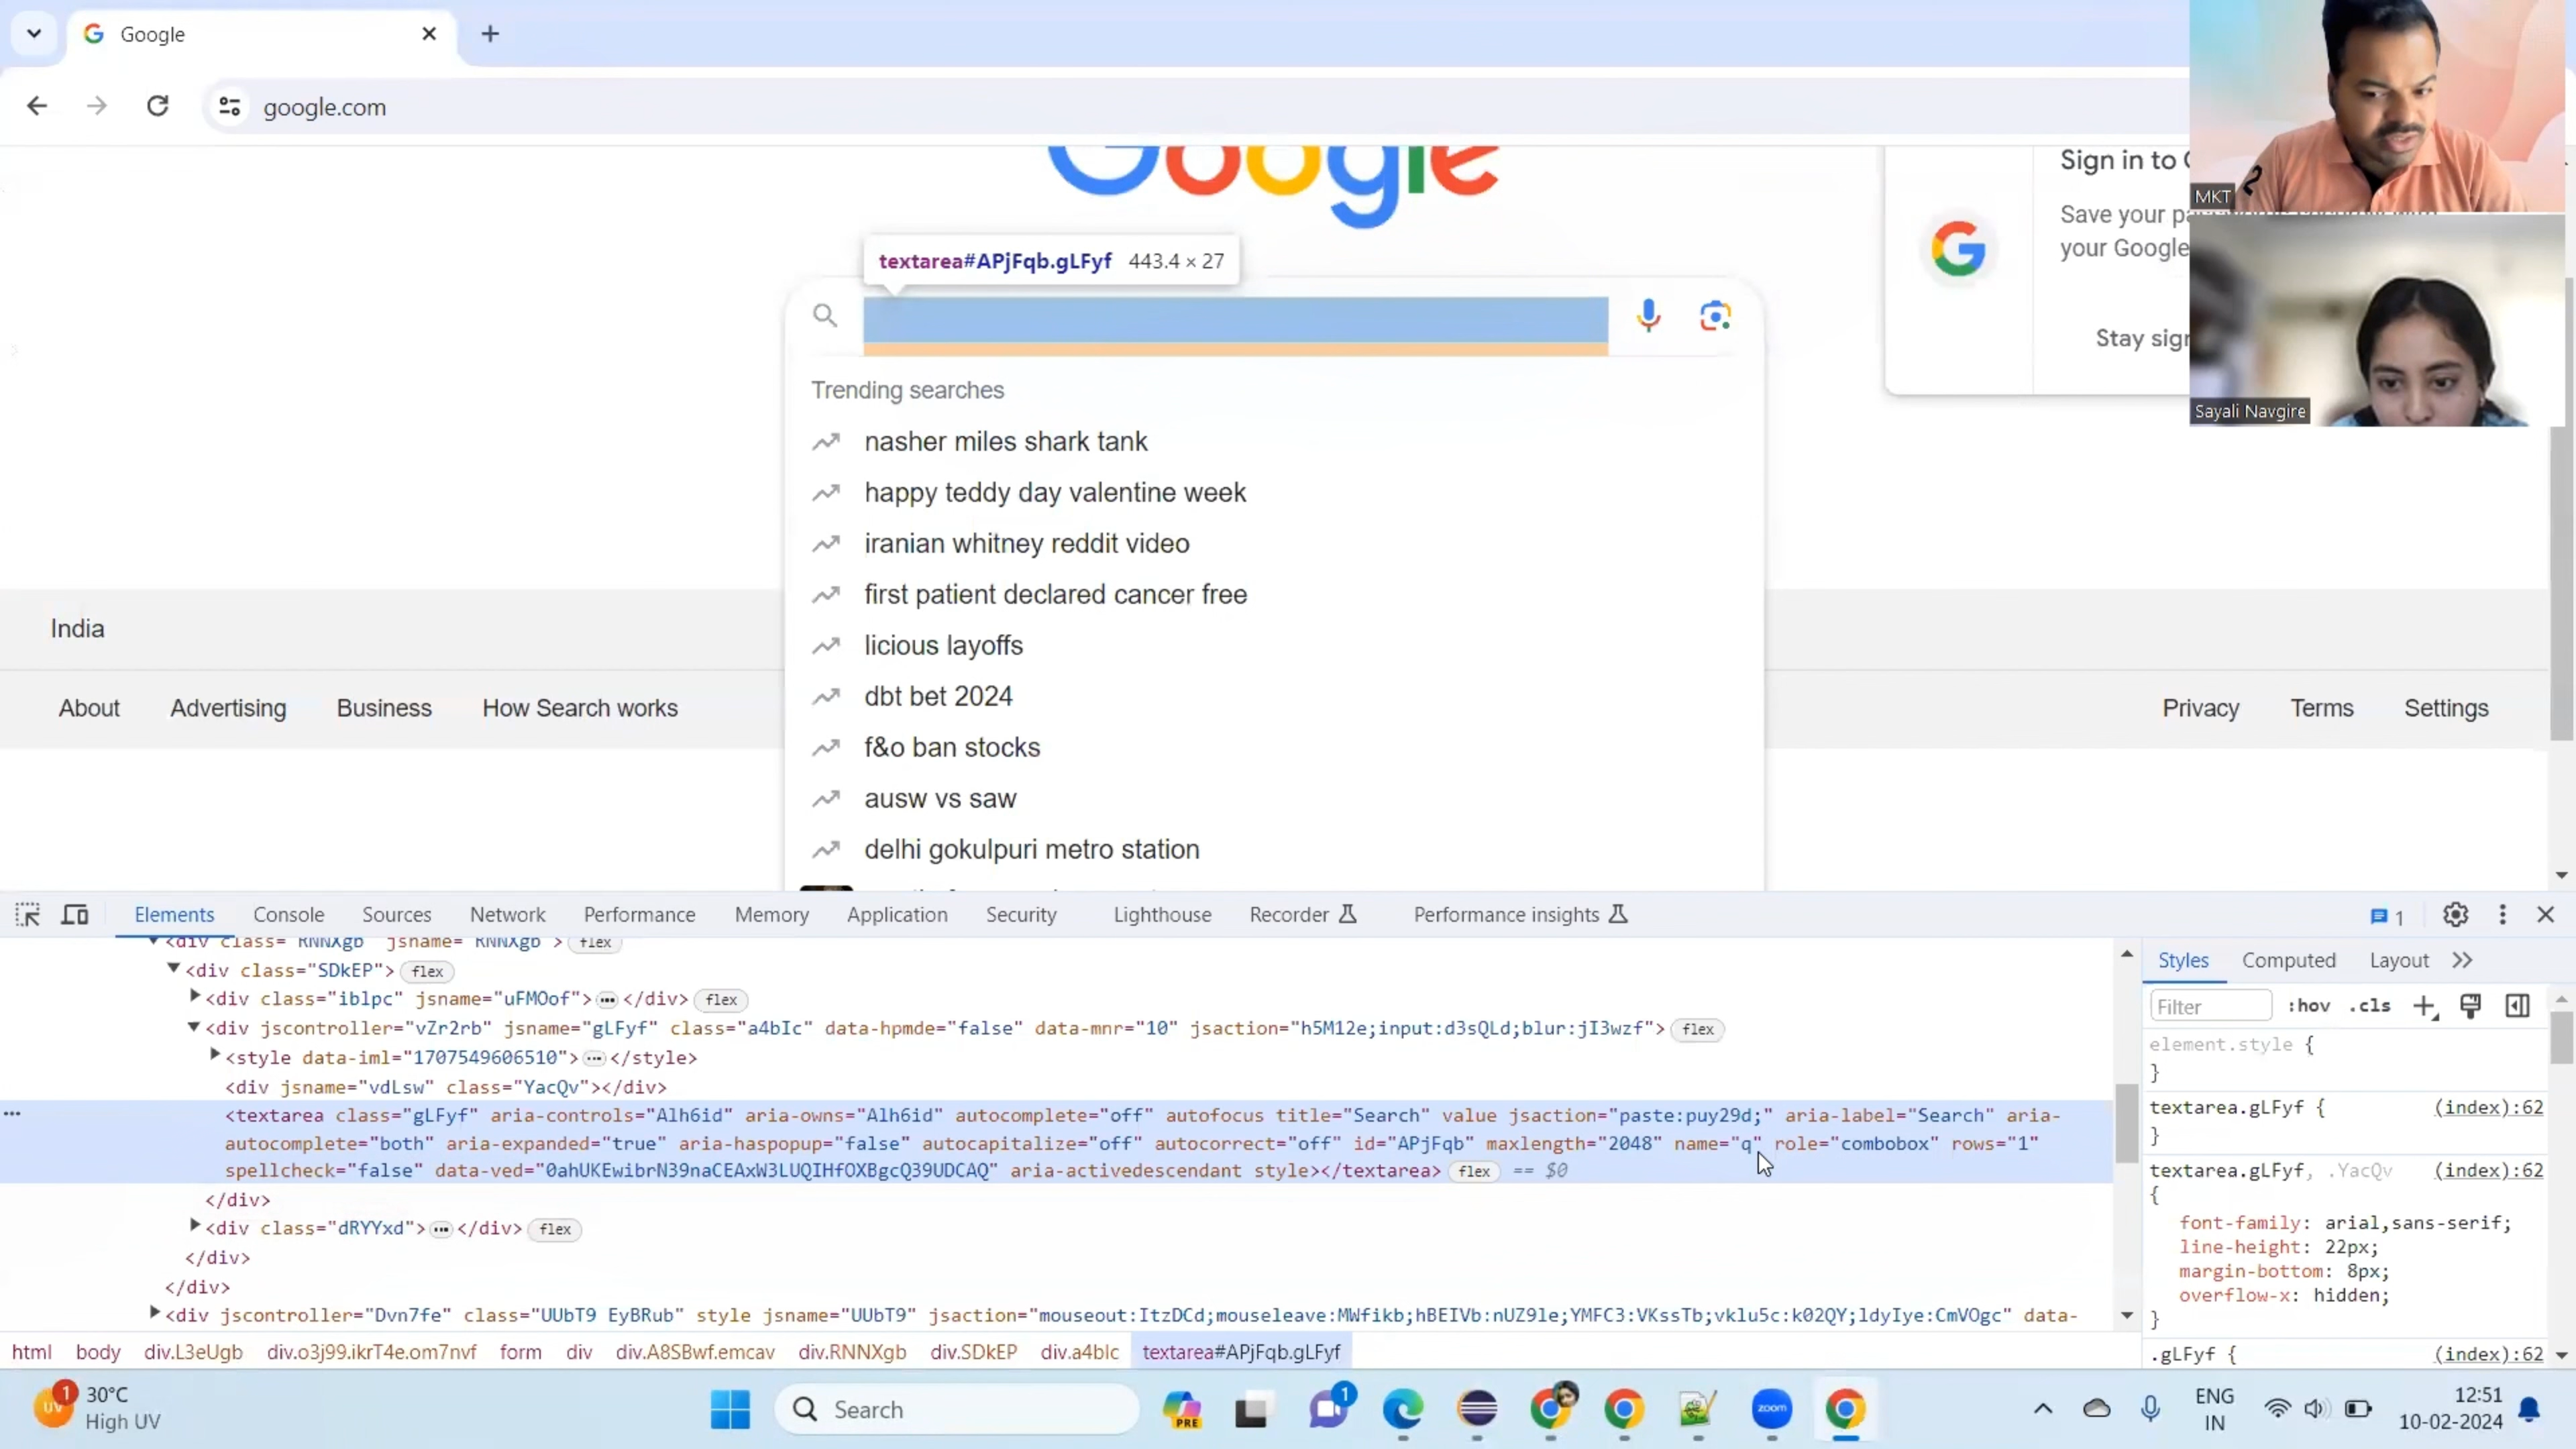 Google
google.com
Google
Sign in to
Save your
your Google
Stay
textarea#APjFqb.gLFyf 443.4 × 27
Trending searches
nasher miles shark tank
happy teddy day valentine week
iranian whitney reddit video
first patient declared cancer free
licious layoffs
dbt bet 2024
f&o ban stocks
ausw vs saw
delhi gokulpuri metro station
MKT
Sayali Navgire
India
About Advertising Business How Search works
Privacy Terms Settings
Elements Console Sources Network Performance Memory Application Security Lighthouse Recorder Performance insights 1
<div class="RNNXgb" jsname="RNNXgb"> flex
<div class="SDkEP"> flex
<div class="iblpc" jsname="uFMOof"> ••• </div> flex
<div jscontroller="vZr2rb" jsname="gLFyf" class="a4bIc" data-hpmde="false" data-mnr="10" jsaction="h5M12e;input:d3sQLd;blur:jI3wzf"> flex
<style data-iml="1707549606510"> ••• </style>
<div jsname="vdLsw" class="YacQv"></div>
<textarea class="gLFyf" aria-controls="Alh6id" aria-owns="Alh6id" autocomplete="off" autofocus title="Search" value jsaction="paste:puy29d;" aria-label="Search" aria-
autocomplete="both" aria-expanded="true" aria-haspopup="false" autocapitalize="off" autocorrect="off" id="APjFqb" maxlength="2048" name="q" role="combobox" rows="1"
spellcheck="false" data-ved="0ahUKEwibrN39naCEAxW3LUQIHfOXBgcQ39UDCAQ" aria-activedescendant style></textarea> flex == $0
</div>
<div class="dRYYxd"> ••• </div> flex
</div>
</div>
<div jscontroller="Dvn7fe" class="UUbT9 EyBRub" style jsname="UUbT9" jsaction="mouseout:ItzDCd;mouseleave:MWfikb;hBEIVb:nUZ9le;YMFC3:VKssTb;vklu5c:k02QY;ldyIye:CmVOgc" data-
html body div.L3eUgb div.o3j99.ikrT4e.om7nvf form div div.A8SBwf.emcav div.RNNXgb div.SDkEP div.a4bIc textarea#APjFqb.gLFyf
Styles Computed Layout
Filter :hov .cls
element.style {
}
textarea.gLFyf { (index):62
}
textarea.gLFyf, .YacQv (index):62
{
font-family: arial,sans-serif;
line-height: 22px;
margin-bottom: 8px;
overflow-x: hidden;
}
.gLFyf { (index):62
UV 1
30°C
High UV
Search
PRE
1
zoom
ENG
IN
12:51
10-02-2024